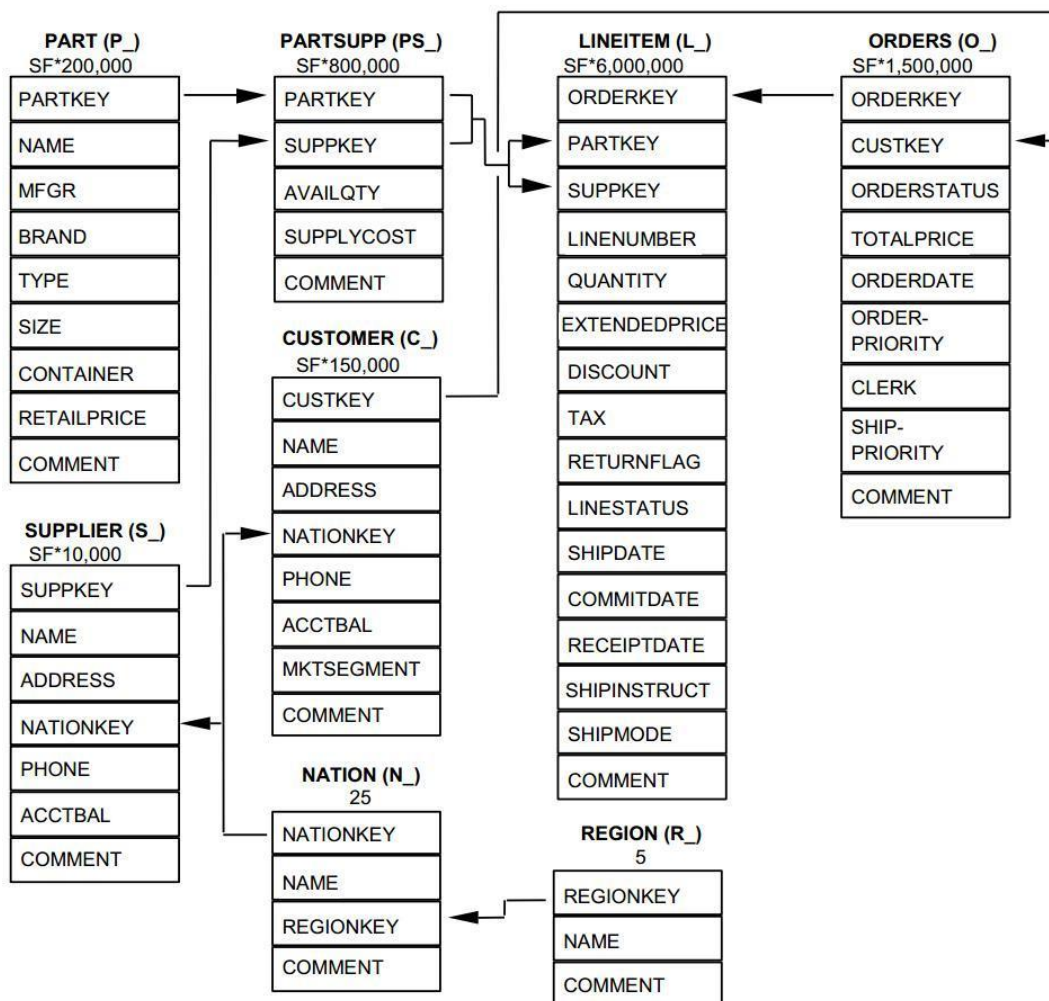 PART (P_)
SF*200,000
PARTKEY
NAME
MFGR
BRAND
TYPE
SIZE
CONTAINER
RETAILPRICE
COMMENT
SUPPLIER (S_)
SF*10,000
SUPPKEY
NAME
ADDRESS
NATIONKEY
PHONE
ACCTBAL
COMMENT
PARTSUPP (PS_)
SF*800,000
PARTKEY
SUPPKEY
AVAILQTY
SUPPLYCOST
COMMENT
CUSTOMER (C_)
SF*150,000
CUSTKEY
NAME
ADDRESS
NATIONKEY
PHONE
ACCTBAL
MKTSEGMENT
COMMENT
NATION (N_)
25
NATIONKEY
NAME
REGIONKEY
COMMENT
LINEITEM (L_)
SF*6,000,000
ORDERKEY
PARTKEY
SUPPKEY
LINENUMBER
QUANTITY
EXTENDEDPRICE
DISCOUNT
TAX
RETURNFLAG
LINESTATUS
SHIPDATE
COMMITDATE
RECEIPTDATE
SHIPINSTRUCT
SHIPMODE
COMMENT
REGION (R_)
5
REGIONKEY
NAME
COMMENT
ORDERS (O_)
SF*1,500,000
ORDERKEY
CUSTKEY
ORDERSTATUS
TOTALPRICE
ORDERDATE
ORDER-
PRIORITY
CLERK
SHIP-
PRIORITY
COMMENT